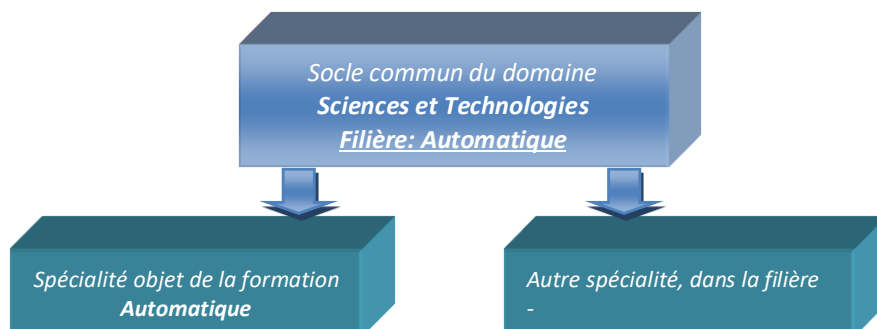 Socle commun du domaine
Sciences et Technologies
Filière: Automatique
Spécialité objet de la formation
Automatique
Autre spécialité, dans la filière
-